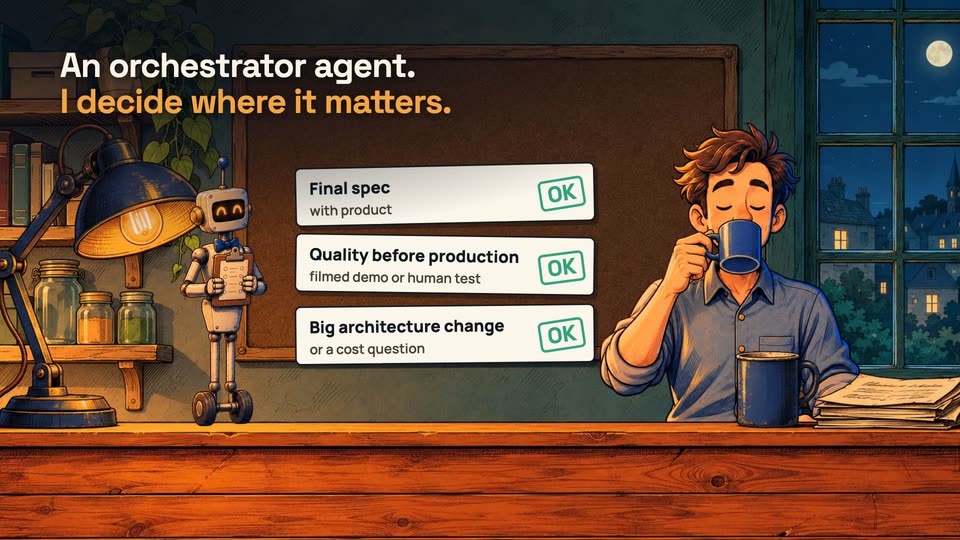 An orchestrator agent.
I decide where it matters.
Final spec
with product
OK
Quality before production
filmed demo or human test
OK
Big architecture change
or a cost question
OK